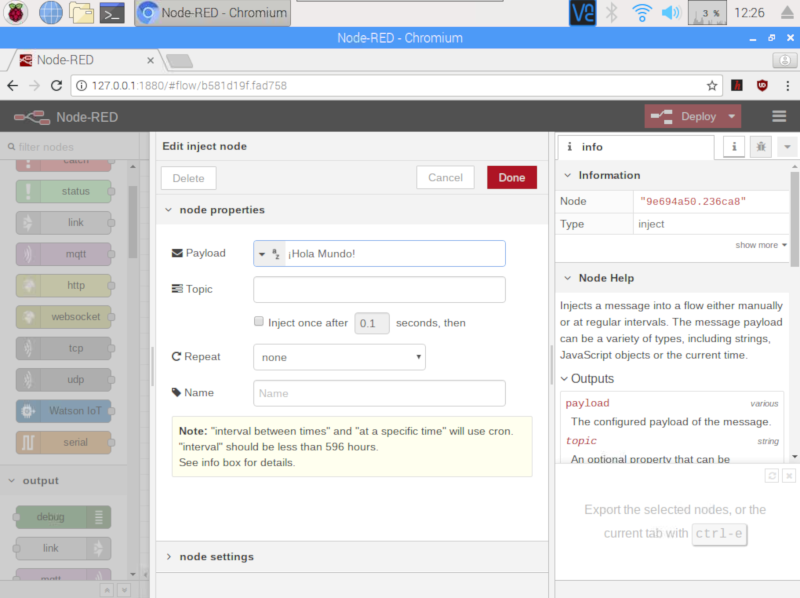 Node-RED - Chromium
3 %
12:26
Node-RED - Chromium
Node-RED
127.0.0.1:1880/#flow/b581d19f.fad758
Node-RED
Deploy
filter nodes
catch
status
link
mqtt
http
websocket
tcp
udp
Watson IoT
serial
output
debug
link
mqtt
Edit inject node
Delete
Cancel
Done
node properties
Payload
¡Hola Mundo!
Topic
Inject once after 0.1 seconds, then
Repeat
none
Name
Name
Note: "interval between times" and "at a specific time" will use cron.
"interval" should be less than 596 hours.
See info box for details.
node settings
info
Information
Node "9e694a50.236ca8"
Type inject
show more
Node Help
Injects a message into a flow either manually
or at regular intervals. The message payload
can be a variety of types, including strings,
JavaScript objects or the current time.
Outputs
payload various
The configured payload of the message.
topic string
An optional property that can be
Export the selected nodes, or the
current tab with ctrl-e